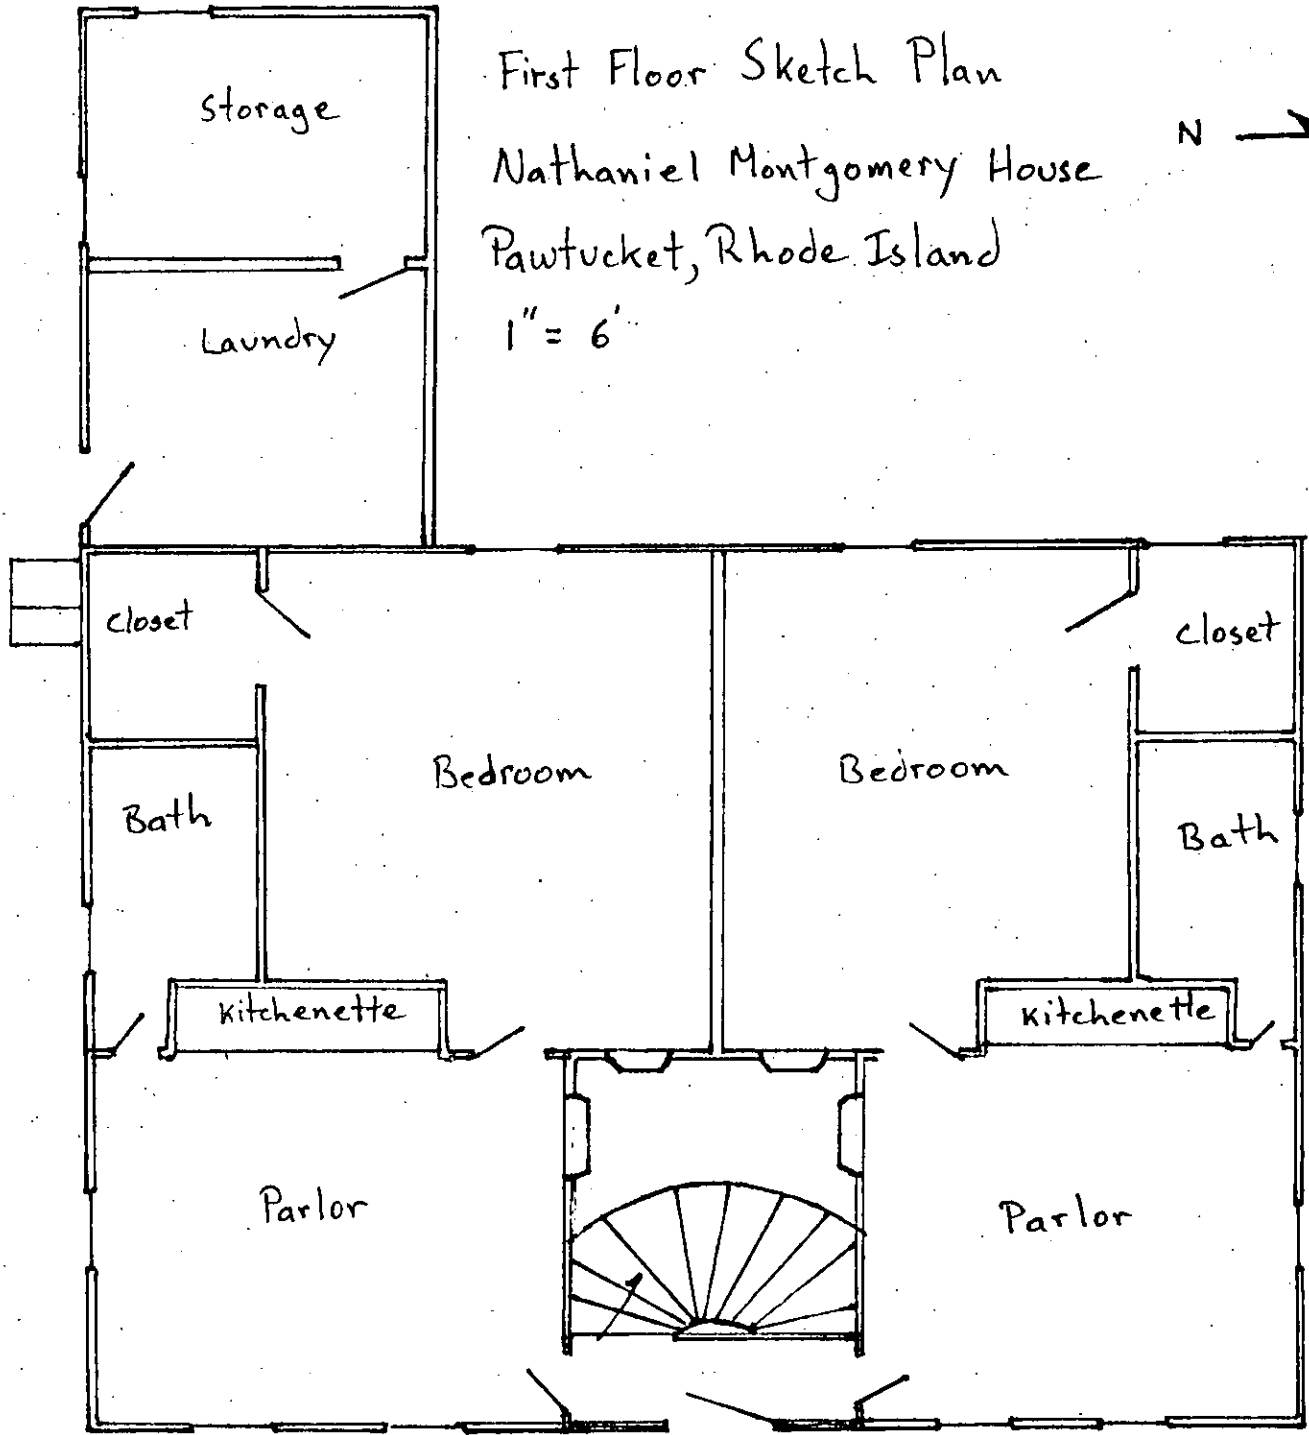 First Floor Sketch Plan
Storage
N
Nathaniel Montgomery House
Pawtucket, Rhode Island
1" = 6'
Laundry
Closet
Closet
Bedroom
Bedroom
Bath
Bath
Kitchenette
Kitchenette
Parlor
Parlor